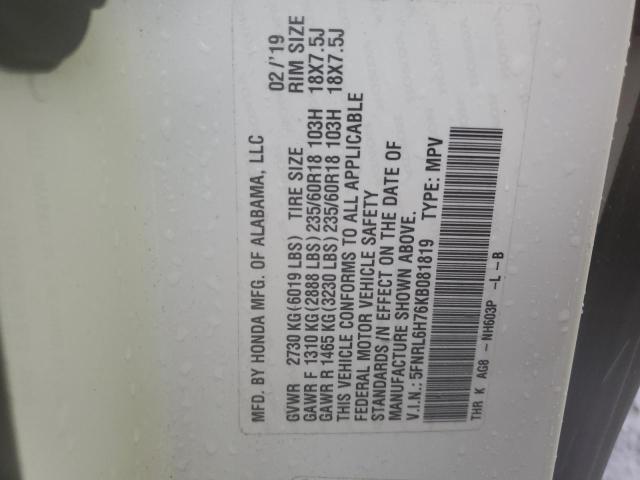 MFD. BY HONDA MFG. OF ALABAMA, LLC 02/'19
GVWR 2730 KG(6019 LBS) TIRE SIZE RIM SIZE
GAWR F 1310 KG(2888 LBS)235/60R18 103H 18X7.5J
GAWR R 1465 KG(3230 LBS)235/60R18 103H 18X7.5J
THIS VEHICLE CONFORMS TO ALL APPLICABLE
FEDERAL MOTOR VEHICLE SAFETY
STANDARDS IN EFFECT ON THE DATE OF
MANUFACTURE SHOWN ABOVE.
V.I.N.:5FNRL6H76KB081819 TYPE: MPV
THR K AG8 -NH603P -L-B